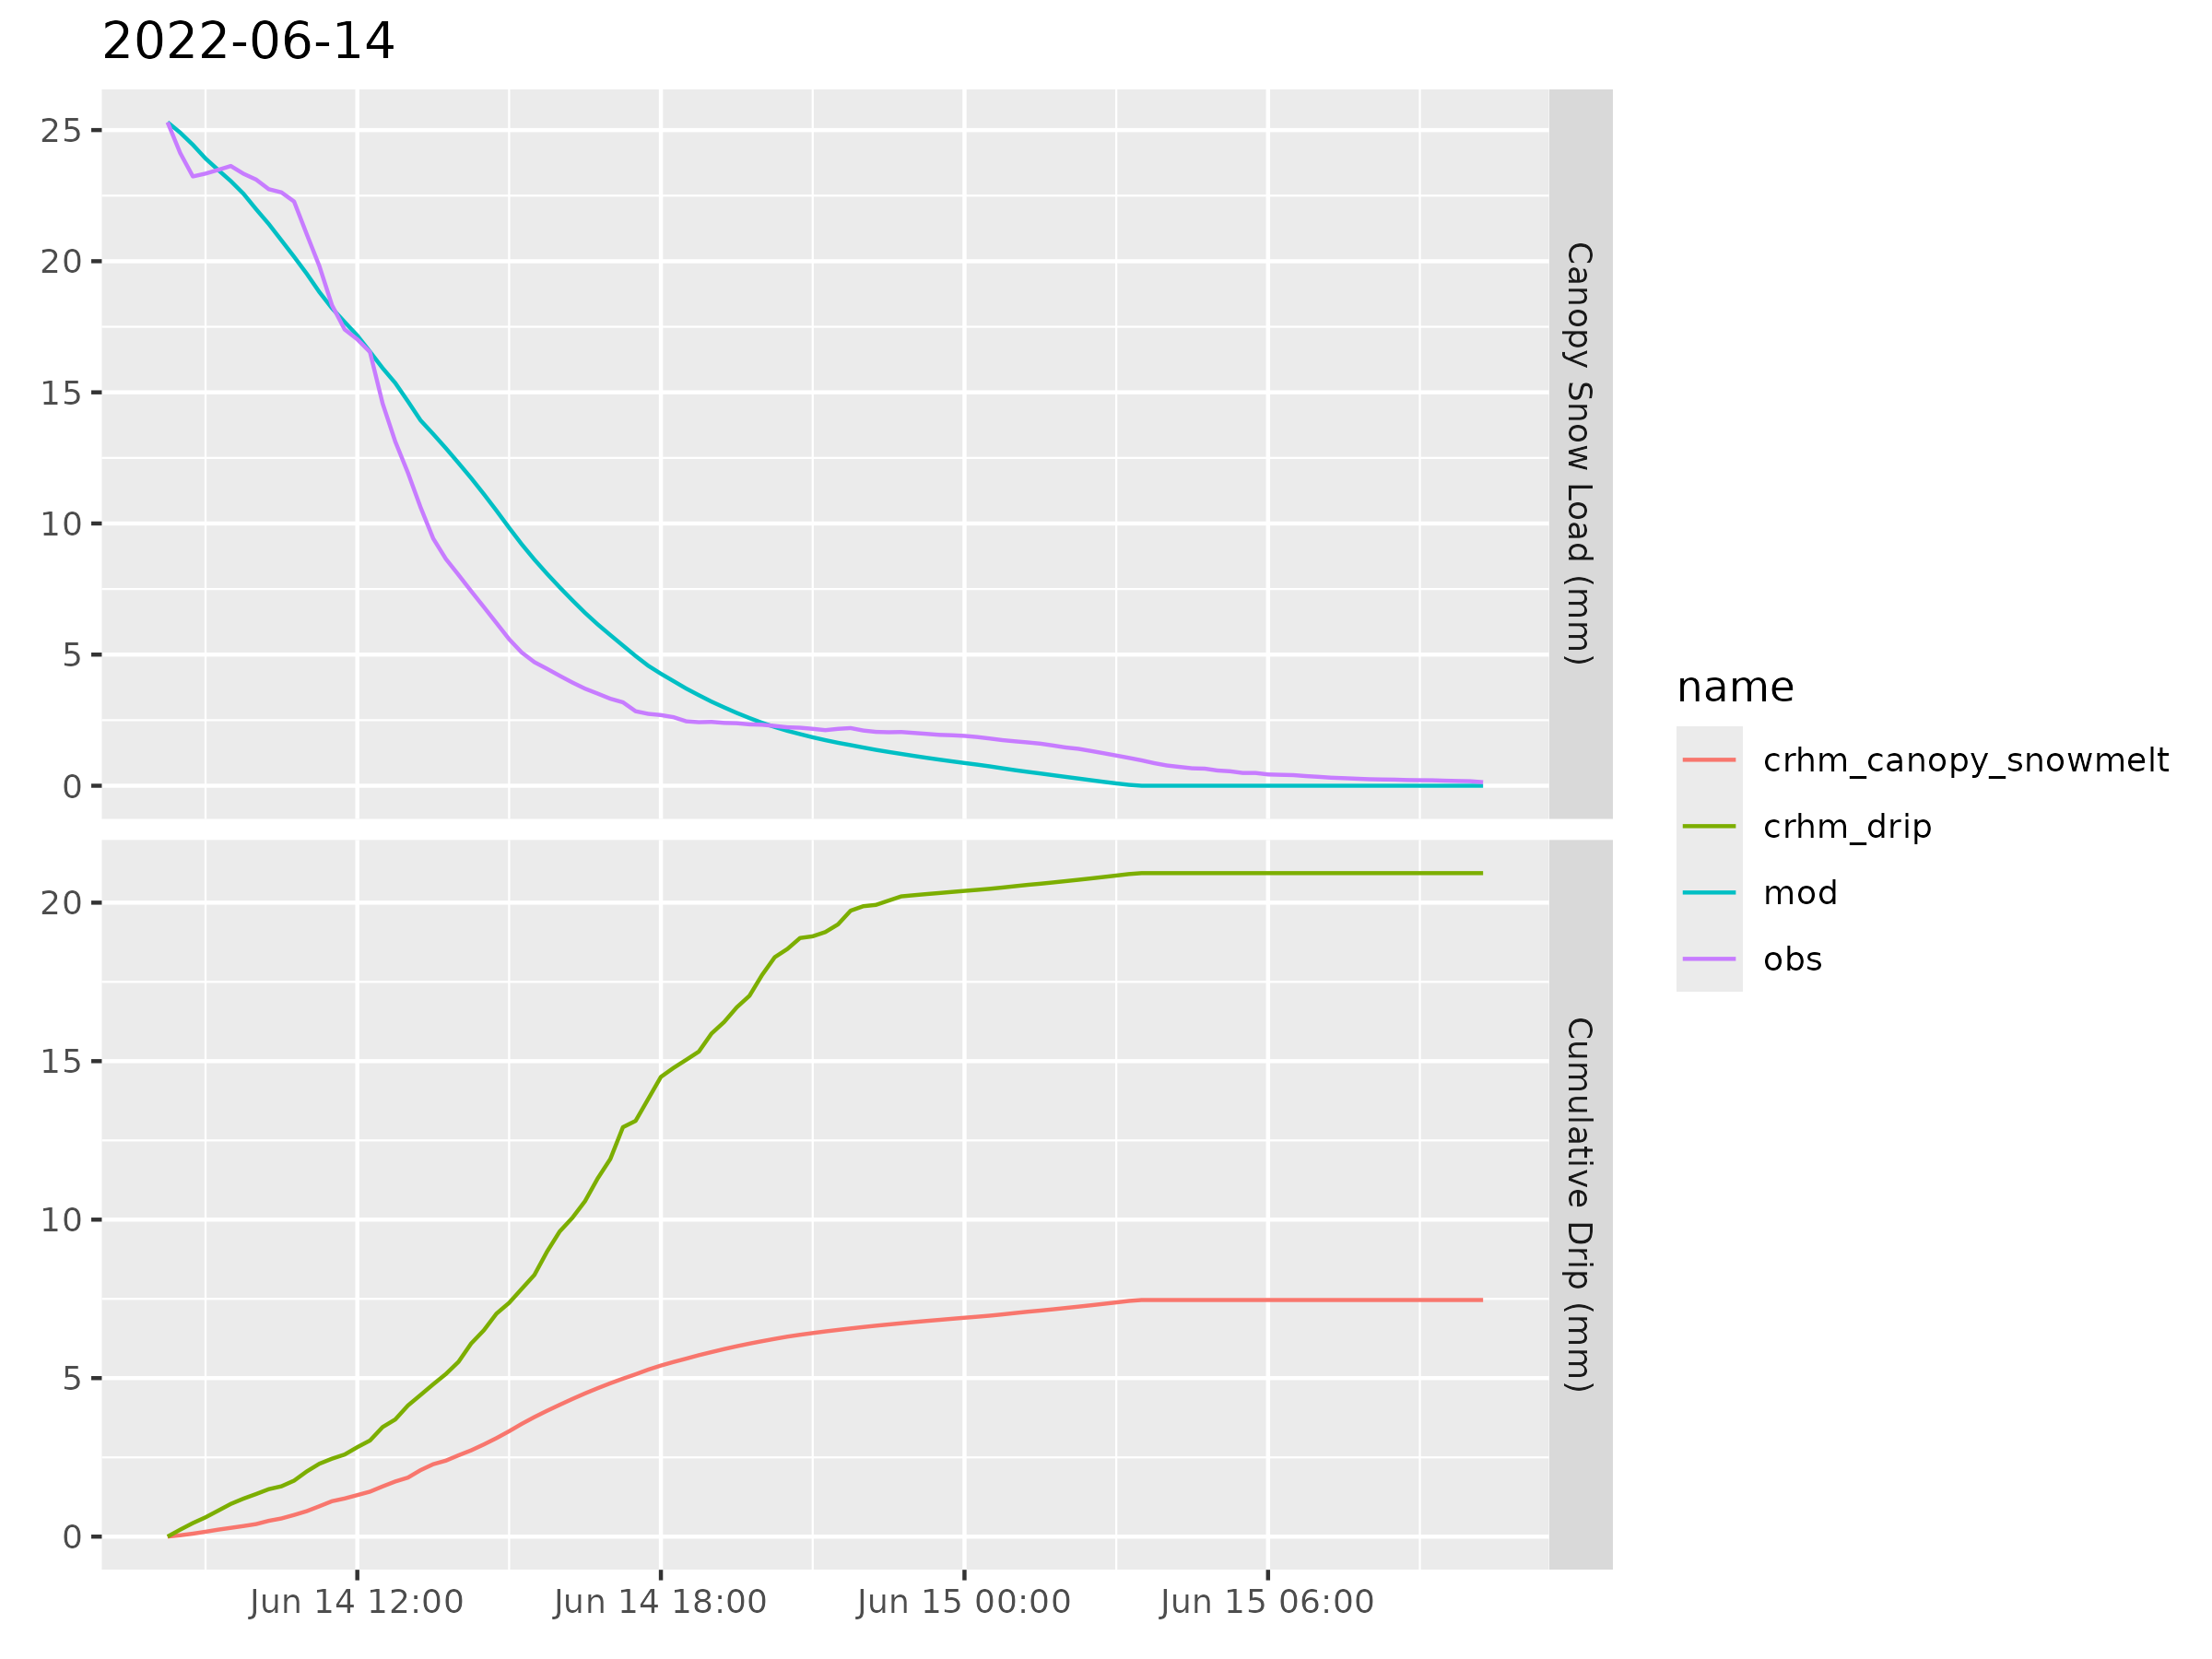 2022-06-14
25
20
15
10
5
0
Canopy Snow Load (mm)
20
15
10
5
0
Cumulative Drip (mm)
Jun 14 12:00
Jun 14 18:00
Jun 15 00:00
Jun 15 06:00
name
crhm_canopy_snowmelt
crhm_drip
mod
obs